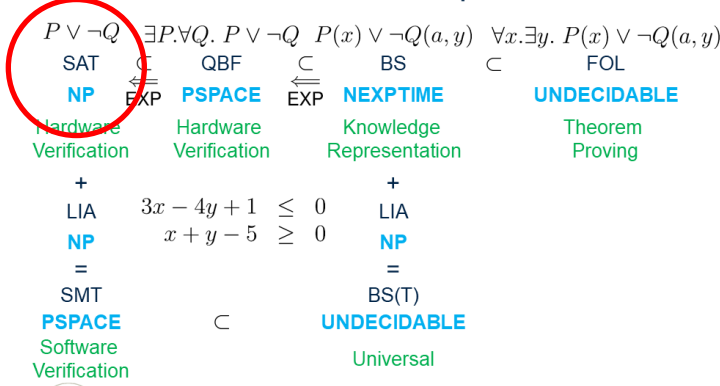 P ∨ ¬Q ∃P.∀Q. P ∨ ¬Q P(x) ∨ ¬Q(a, y) ∀x.∃y. P(x) ∨ ¬Q(a, y)
SAT ⊂ QBF ⊂ BS ⊂ FOL
⇐ ⇐
NP EXP PSPACE EXP NEXPTIME UNDECIDABLE
Hardware Hardware Knowledge Theorem
Verification Verification Representation Proving
+ +
LIA 3x − 4y + 1 ≤ 0 LIA
NP x + y − 5 ≥ 0 NP
= =
SMT BS(T)
PSPACE ⊂ UNDECIDABLE
Software
Verification Universal